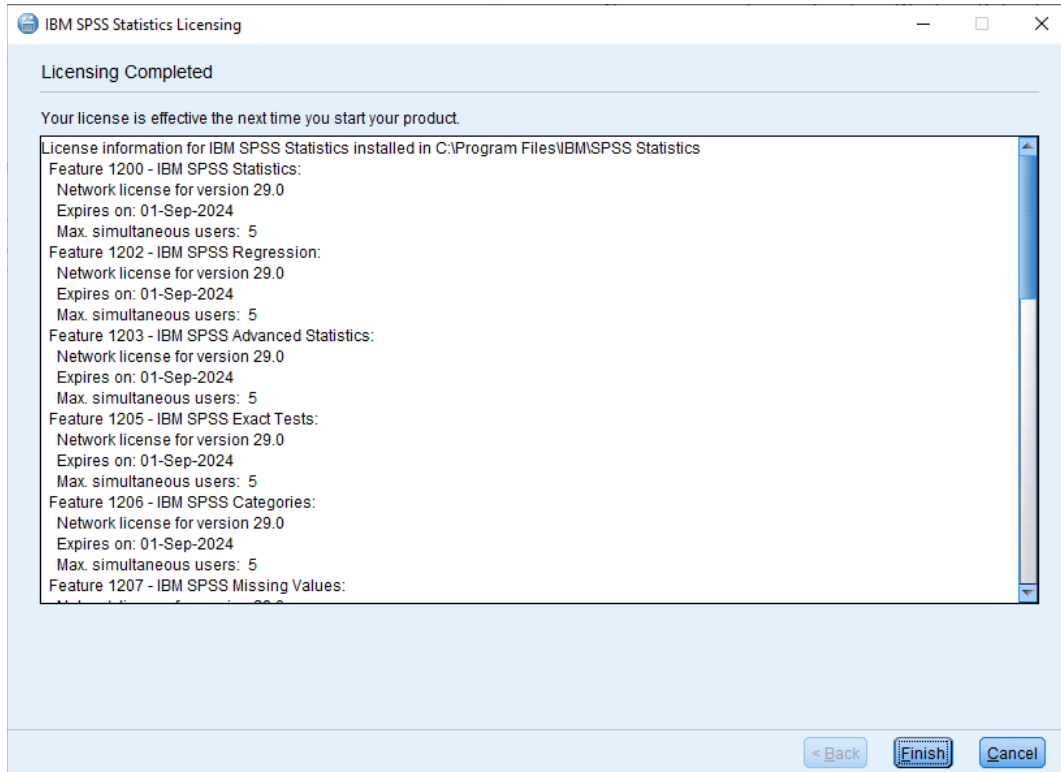 IBM SPSS Statistics Licensing
Licensing Completed
Your license is effective the next time you start your product.
License information for IBM SPSS Statistics installed in C:\Program Files\IBM\SPSS Statistics
Feature 1200 - IBM SPSS Statistics:
Network license for version 29.0
Expires on: 01-Sep-2024
Max. simultaneous users: 5
Feature 1202 - IBM SPSS Regression:
Network license for version 29.0
Expires on: 01-Sep-2024
Max. simultaneous users: 5
Feature 1203 - IBM SPSS Advanced Statistics:
Network license for version 29.0
Expires on: 01-Sep-2024
Max. simultaneous users: 5
Feature 1205 - IBM SPSS Exact Tests:
Network license for version 29.0
Expires on: 01-Sep-2024
Max. simultaneous users: 5
Feature 1206 - IBM SPSS Categories:
Network license for version 29.0
Expires on: 01-Sep-2024
Max. simultaneous users: 5
Feature 1207 - IBM SPSS Missing Values:
< Back Finish Cancel